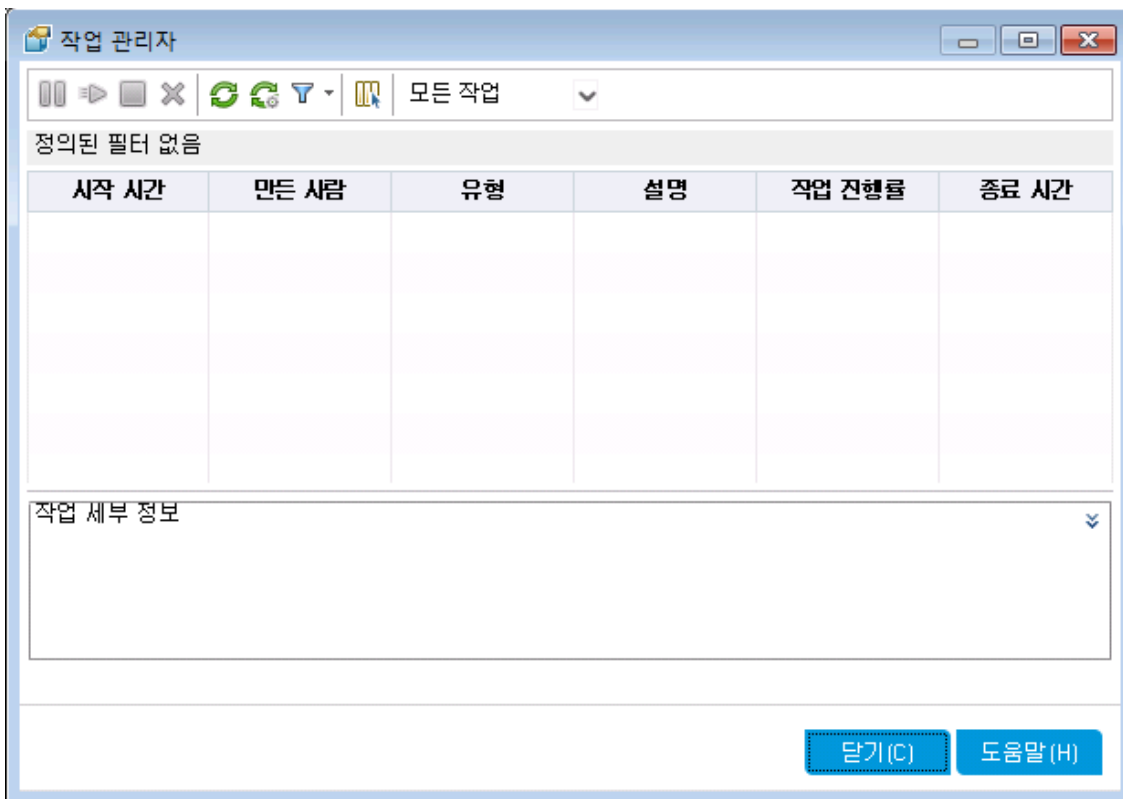 작업 관리자
모든 작업
정의된 필터 없음
시작 시간 만든 사람 유형 설명 작업 진행률 종료 시간
작업 세부 정보
닫기(C) 도움말(H)